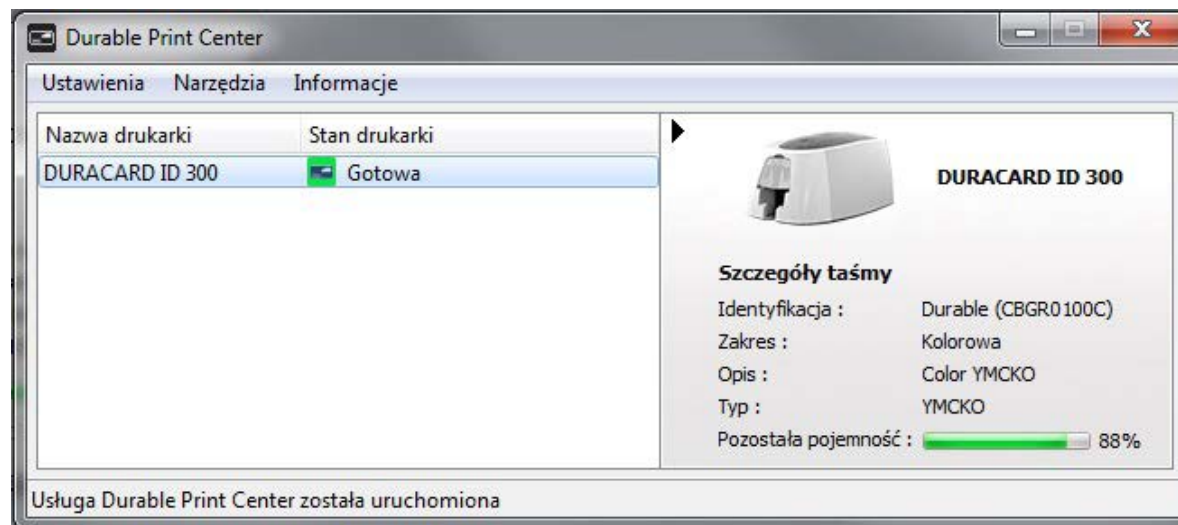 Durable Print Center
Ustawienia Narzędzia Informacje
Nazwa drukarki Stan drukarki
DURACARD ID 300 Gotowa
DURACARD ID 300
Szczegóły taśmy
Identyfikacja : Durable (CBGR0100C)
Zakres : Kolorowa
Opis : Color YMCKO
Typ : YMCKO
Pozostała pojemność : 88%
Usługa Durable Print Center została uruchomiona